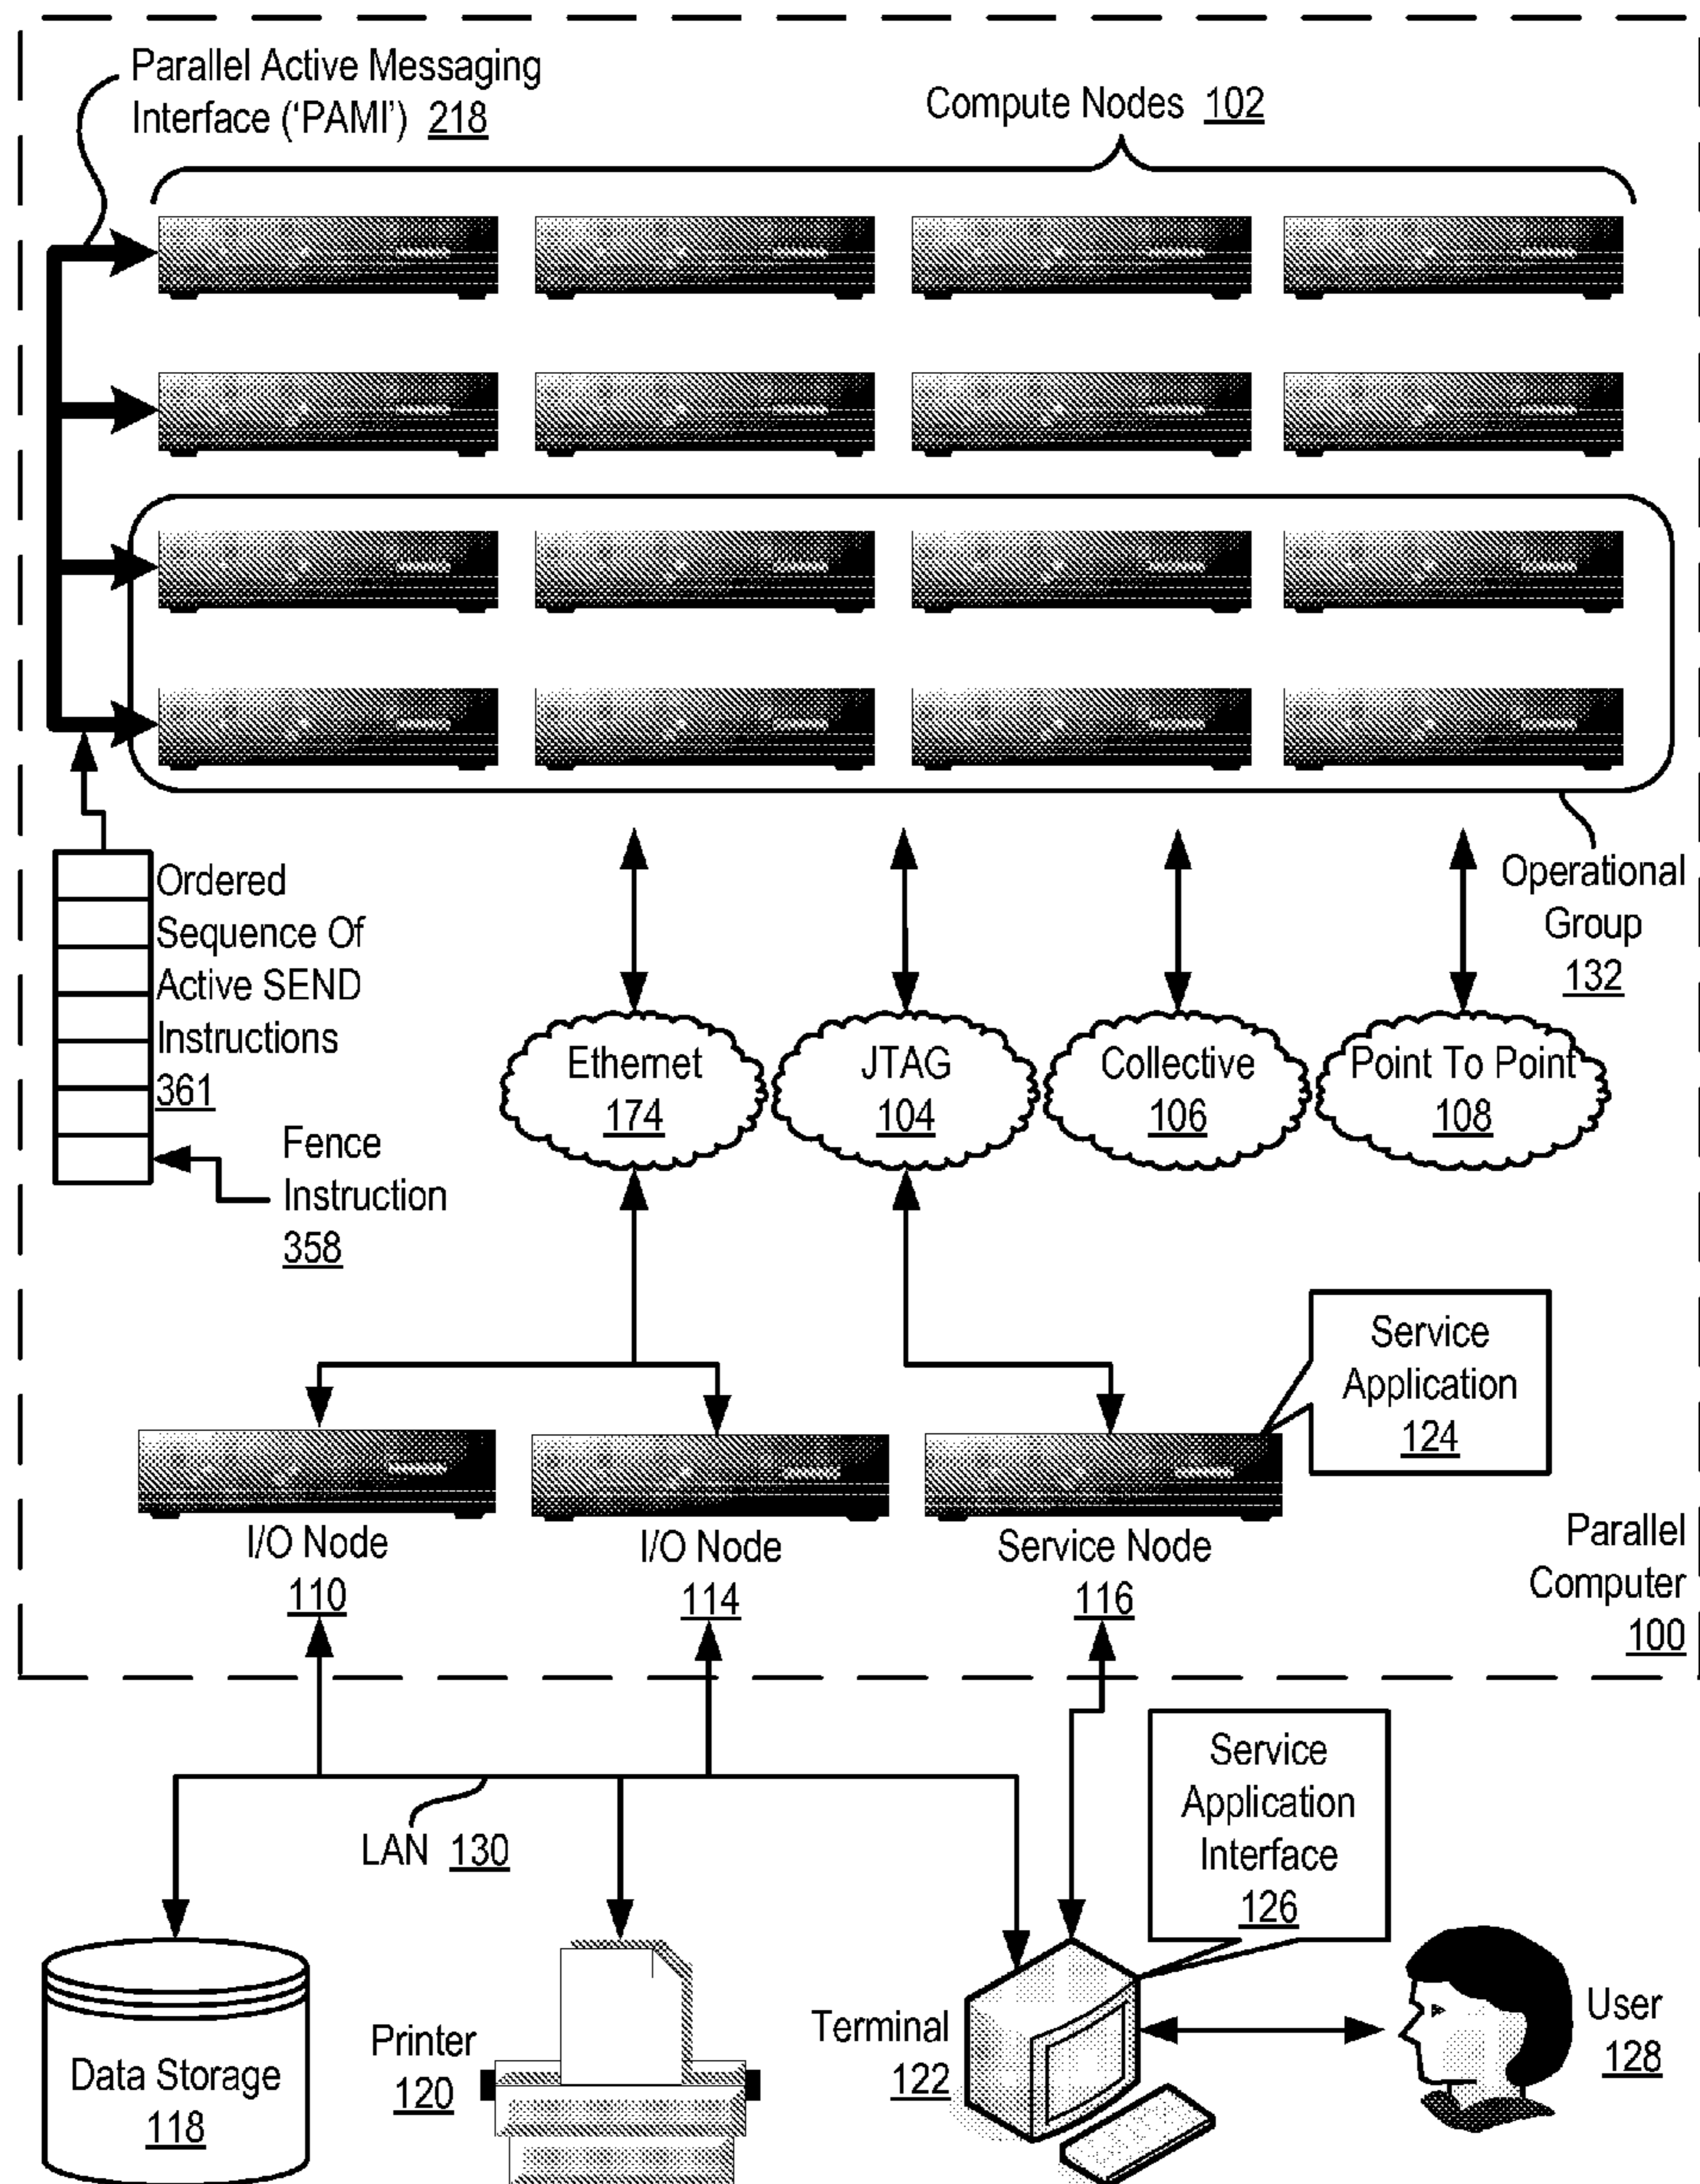 Parallel Active Messaging
Interface (‘PAMI’) 218
Compute Nodes 102
Ordered
Sequence Of
Active SEND
Instructions
361
Fence
Instruction
358
Operational
Group
132
Ethernet
174
JTAG
104
Collective
106
Point To Point
108
Service
Application
124
I/O Node
110
I/O Node
114
Service Node
116
Parallel
Computer
100
LAN 130
Service
Application
Interface
126
Data Storage
118
Printer
120
Terminal
122
User
128